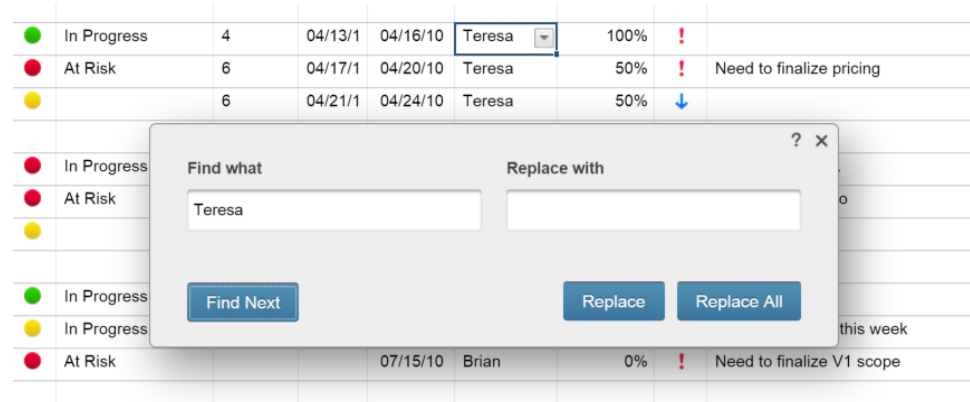 In Progress 4 04/13/1 04/16/10 Teresa 100% !
At Risk 6 04/17/1 04/20/10 Teresa 50% ! Need to finalize pricing
6 04/21/1 04/24/10 Teresa 50%
? ×
In Progress
Find what Replace with
At Risk
Teresa
In Progress
Find Next Replace Replace All
In Progress this week
At Risk 07/15/10 Brian 0% ! Need to finalize V1 scope